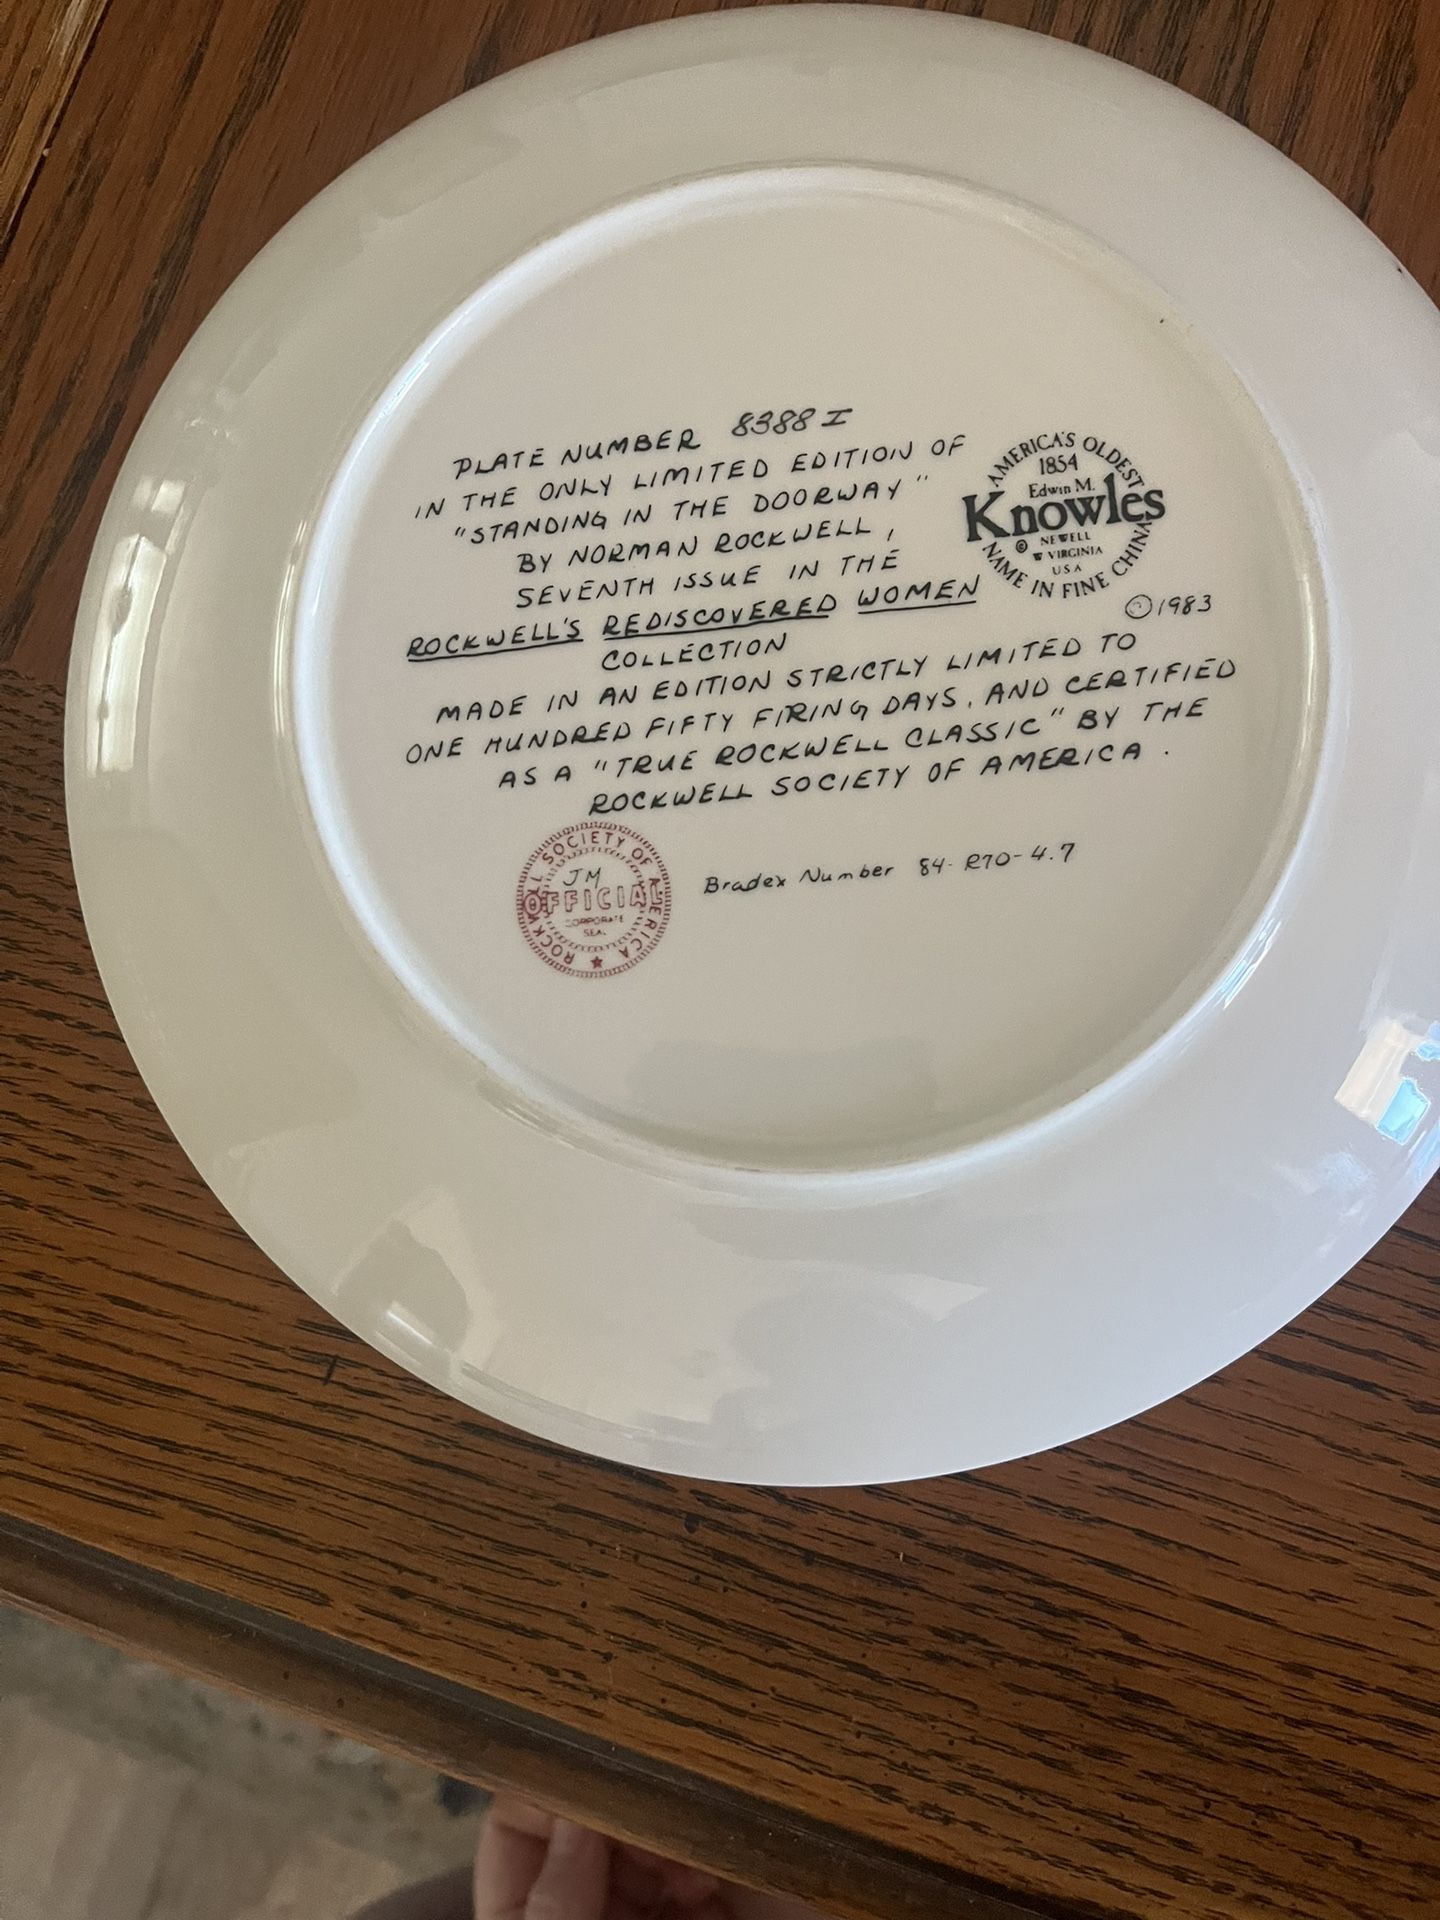 PLATE NUMBER 8388 I
IN THE ONLY LIMITED EDITION OF
"STANDING IN THE DOORWAY"
BY NORMAN ROCKWELL,
SEVENTH ISSUE IN THE
ROCKWELL'S REDISCOVERED WOMEN
COLLECTION
MADE IN AN EDITION STRICTLY LIMITED TO
ONE HUNDRED FIFTY FIRING DAYS, AND CERTIFIED
AS A "TRUE ROCKWELL CLASSIC" BY THE
ROCKWELL SOCIETY OF AMERICA.
AMERICA'S OLDEST
1854
Edwin M.
Knowles
© NEWELL
W VIRGINIA
USA
NAME IN FINE CHINA
©1983
ROCKWELL SOCIETY OF AMERICA
JM
OFFICIAL
CORPORATE
SEAL
Bradex Number 84-R70-4.7